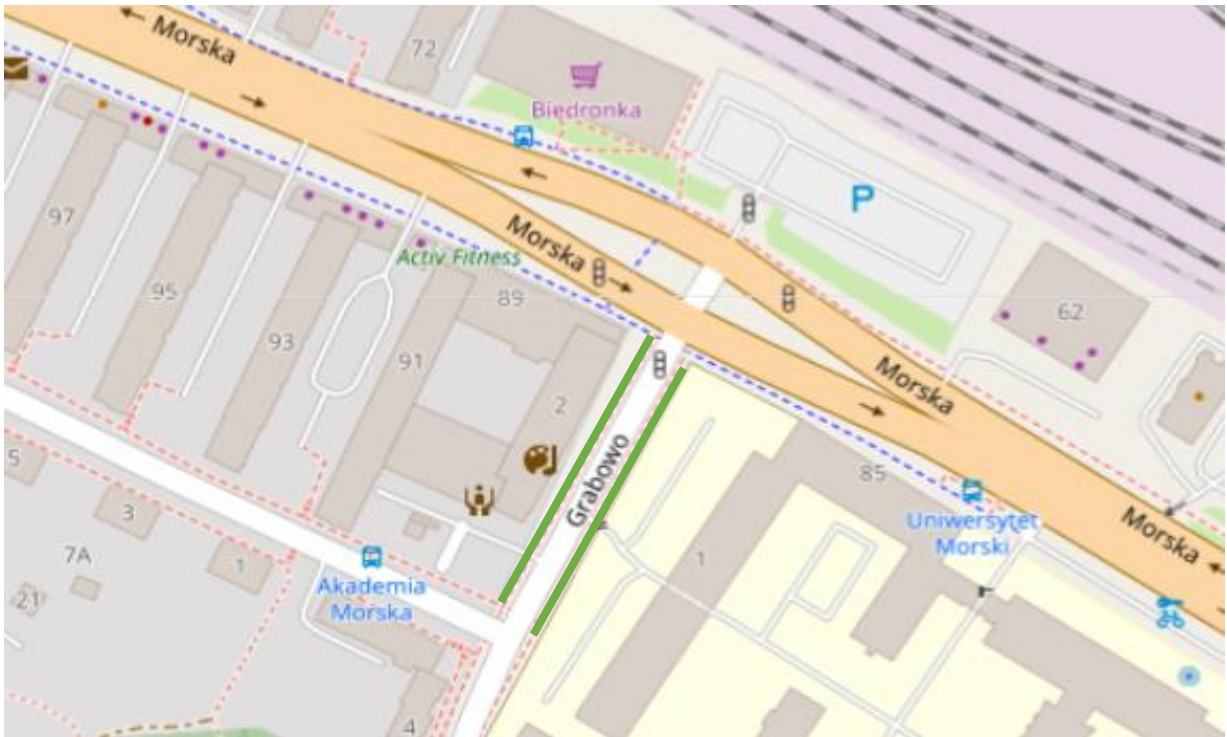 Morska
72
Biedronka
P
97
Morska
Activ Fitness
95
89
62
93
91
Morska
2
Grabowo
85
5
3
Uniwersytet
Morski
Morska
7A
1
1
Akademia
Morska
21
4